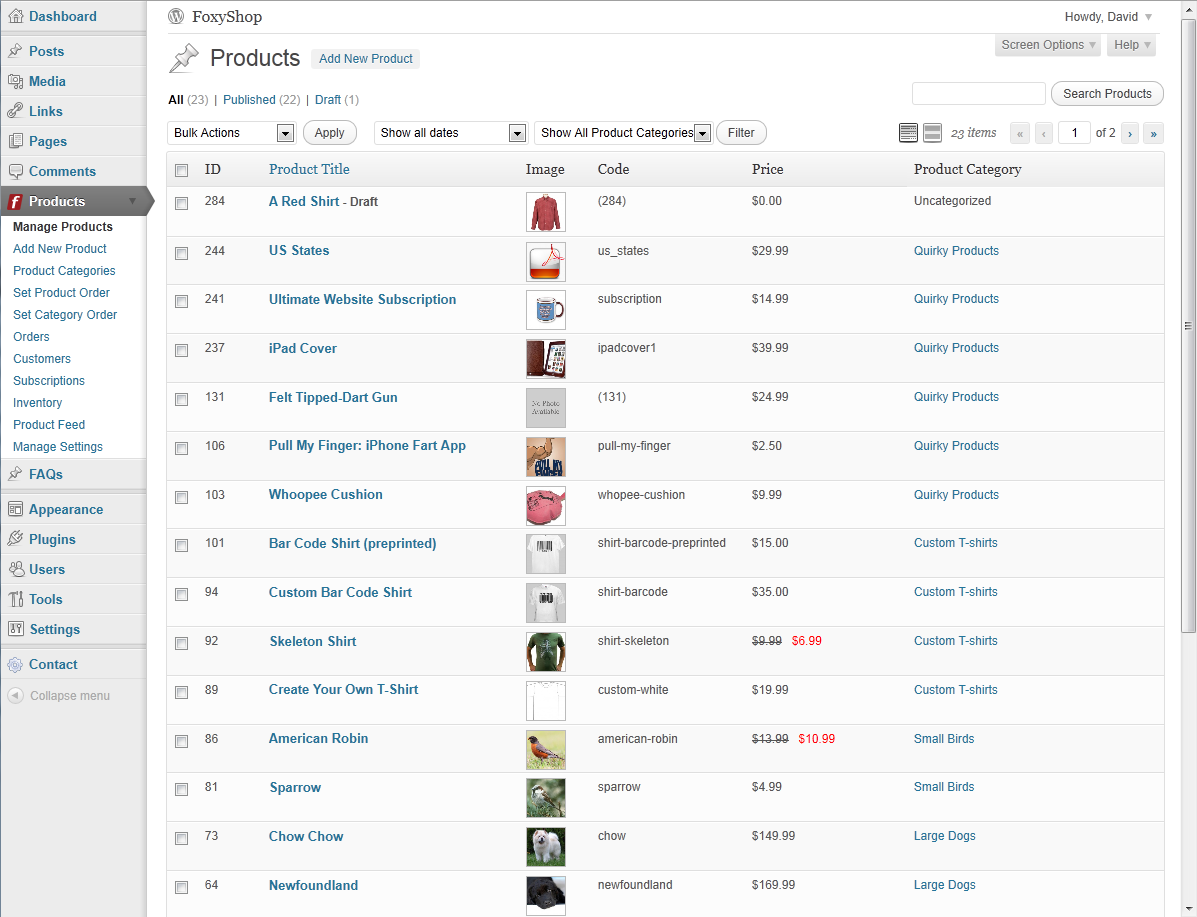 Dashboard
Posts
Media
Links
Pages
Comments
Products
Manage Products
Add New Product
Product Categories
Set Product Order
Set Category Order
Orders
Customers
Subscriptions
Inventory
Product Feed
Manage Settings
FAQs
Appearance
Plugins
Users
Tools
Settings
Contact
Collapse menu
FoxyShop
Howdy, David
Screen Options Help
Products Add New Product
All (23) | Published (22) | Draft (1)
Search Products
Bulk Actions Apply Show all dates Show All Product Categories Filter 23 items « ‹ 1 of 2 › »
ID Product Title Image Code Price Product Category
284 A Red Shirt - Draft (284) $0.00 Uncategorized
244 US States us_states $29.99 Quirky Products
241 Ultimate Website Subscription subscription $14.99 Quirky Products
237 iPad Cover ipadcover1 $39.99 Quirky Products
131 Felt Tipped-Dart Gun No Photo Available (131) $24.99 Quirky Products
106 Pull My Finger: iPhone Fart App pull-my-finger $2.50 Quirky Products
103 Whoopee Cushion whopee-cushion $9.99 Quirky Products
101 Bar Code Shirt (preprinted) shirt-barcode-preprinted $15.00 Custom T-shirts
94 Custom Bar Code Shirt shirt-barcode $35.00 Custom T-shirts
92 Skeleton Shirt shirt-skeleton $9.99 $6.99 Custom T-shirts
89 Create Your Own T-Shirt custom-white $19.99 Custom T-shirts
86 American Robin american-robin $13.99 $10.99 Small Birds
81 Sparrow sparrow $4.99 Small Birds
73 Chow Chow chow $149.99 Large Dogs
64 Newfoundland newfoundland $169.99 Large Dogs